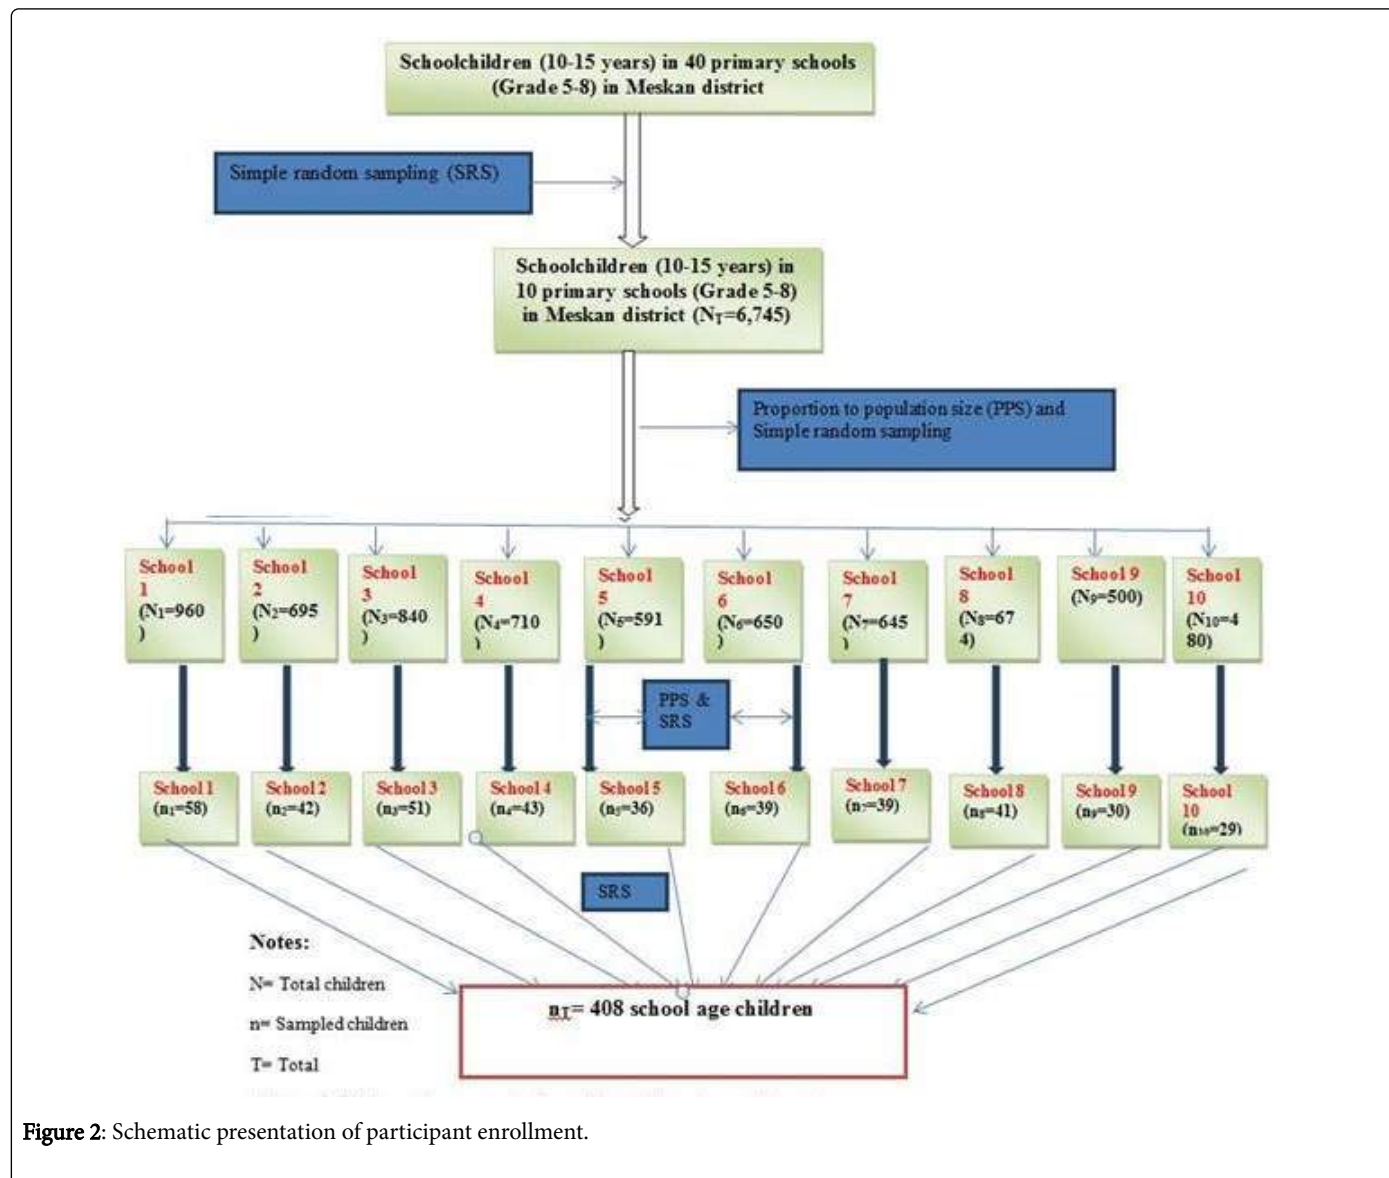 Schoolchildren (10-15 years) in 40 primary schools
(Grade 5-8) in Meskan district
Simple random sampling (SRS)
Schoolchildren (10-15 years) in
10 primary schools (Grade 5-8)
in Meskan district (N_T=6,745)
Proportion to population size (PPS) and
Simple random sampling
School
1
(N₁=960
)
School
2
(N₂=695
)
School
3
(N₃=840
)
School
4
(N₄=710
)
School
5
(N₅=591
)
School
6
(N₆=650
)
School
7
(N₇=645
)
School
8
(N₈=67
4)
School 9
(N₉=500)
School
10
(N₁₀=4
80)
PPS &
SRS
School 1
(n₁=58)
School 2
(n₂=42)
School 3
(n₃=51)
School 4
(n₄=43)
School 5
(n₅=36)
School 6
(n₆=39)
School 7
(n₇=39)
School 8
(n₈=41)
School 9
(n₉=30)
School
10
(n₁₀=29)
SRS
Notes:
N= Total children
n= Sampled children
T= Total
n_T= 408 school age children
Figure 2: Schematic presentation of participant enrollment.